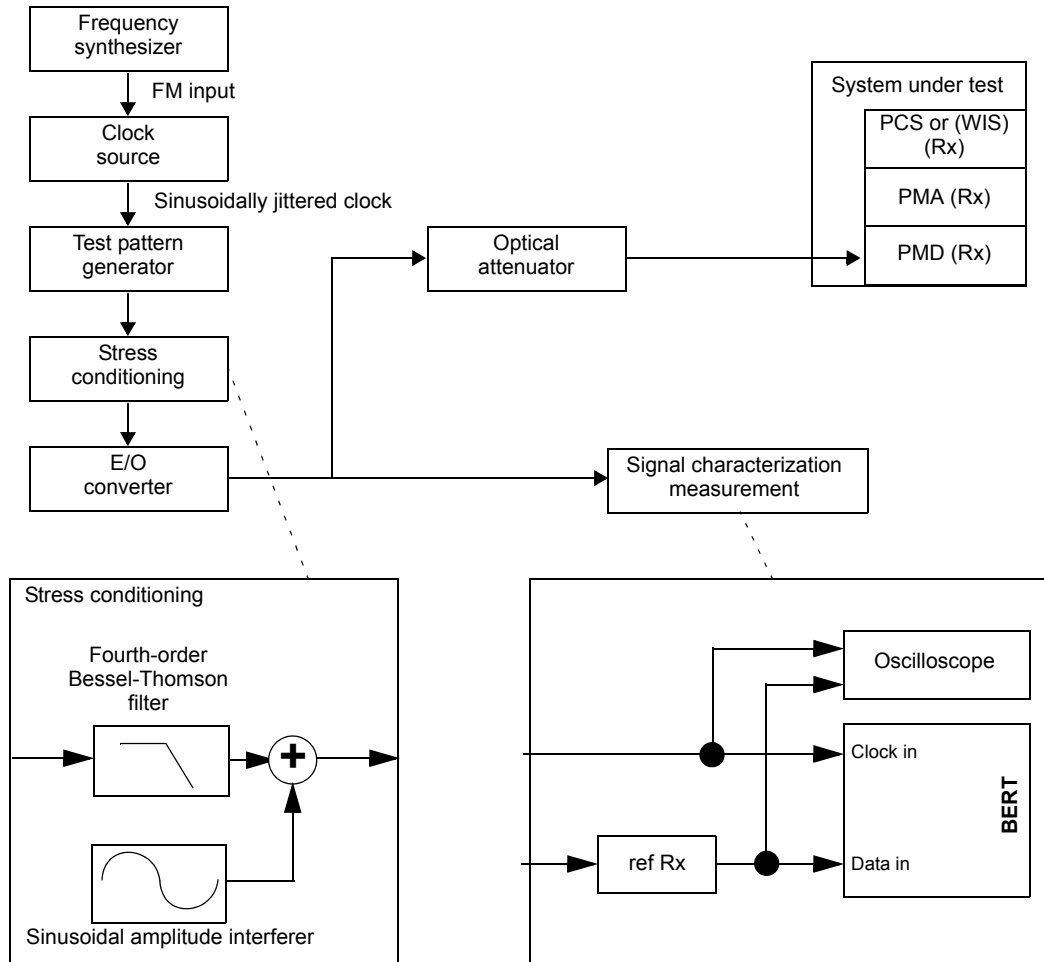 Frequency
synthesizer
FM input
Clock
source
Sinusoidally jittered clock
Test pattern
generator
Stress
conditioning
E/O
converter
Optical
attenuator
System under test
PCS or (WIS)
(Rx)
PMA (Rx)
PMD (Rx)
Signal characterization
measurement
Stress conditioning
Fourth-order
Bessel-Thomson
filter
+
Sinusoidal amplitude interferer
Oscilloscope
Clock in
BERT
ref Rx
Data in